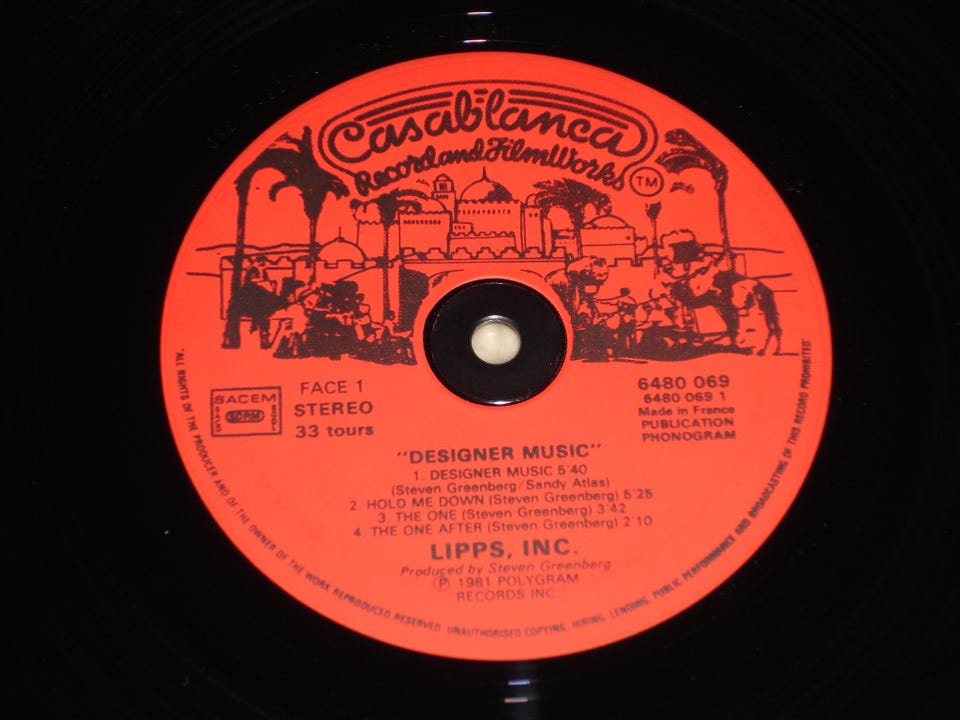 Casablanca
Record and FilmWorks
TM
SACEM
SDRM
FACE 1
STEREO
33 tours
6480 069
6480 069 1
Made in France
PUBLICATION
PHONOGRAM
"DESIGNER MUSIC"
1. DESIGNER MUSIC 5'40
(Steven Greenberg/Sandy Atlas)
2. HOLD ME DOWN (Steven Greenberg) 5'25
3. THE ONE (Steven Greenberg) 3'42
4. THE ONE AFTER (Steven Greenberg) 2'10
LIPPS, INC.
Produced by Steven Greenberg
Ⓟ 1981 POLYGRAM
RECORDS INC.
"ALL RIGHTS OF THE PRODUCER AND OF THE OWNER OF THE WORK REPRODUCED RESERVED. UNAUTHORISED COPYING, HIRING, LENDING, PUBLIC PERFORMANCE AND BROADCASTING OF THIS RECORD PROHIBITED"